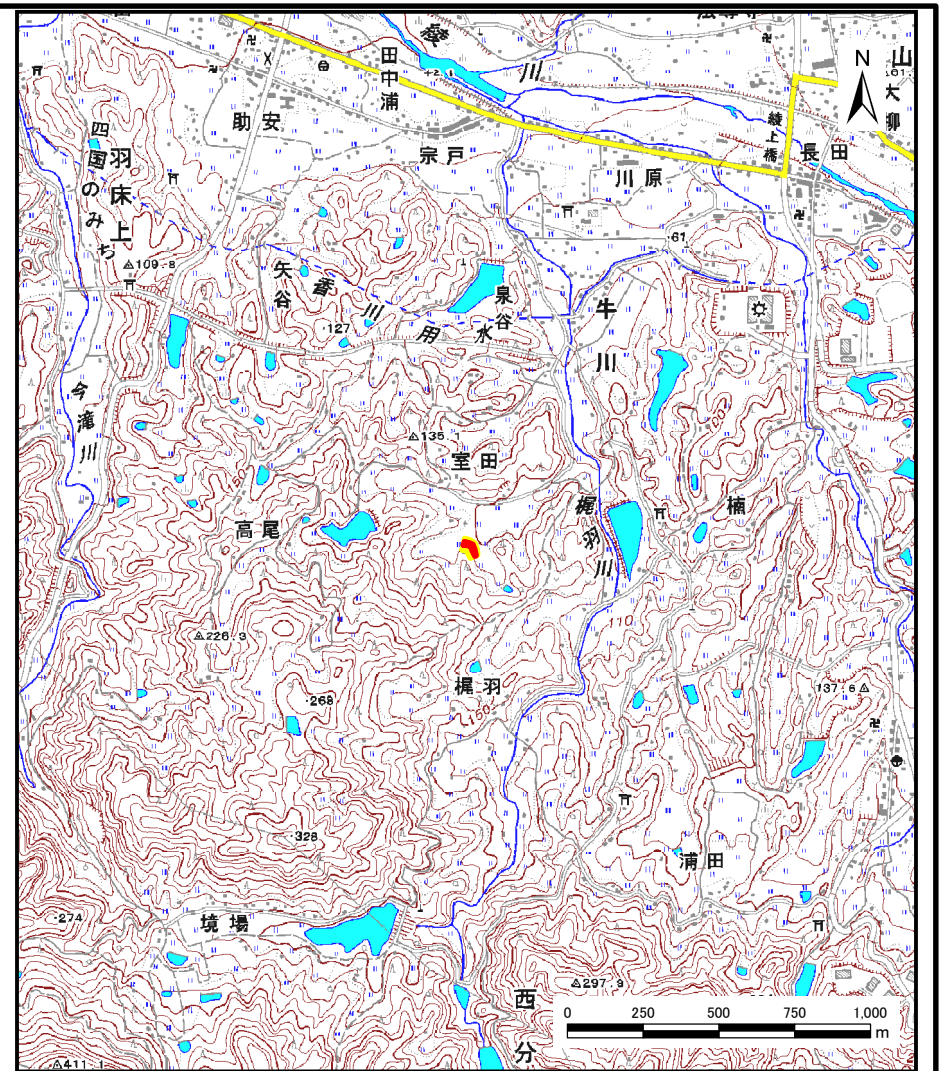 綾
川
田中浦
N
山
大柳
助安
四国のみち
羽床上
宗戸
綾上橋
長田
川原
61
△109.8
矢谷
香川用水
泉谷
牛川
・127
今滝川
△135.1
200
室田
150
高尾
梶羽川
楠
110
△226.3
梶羽
・268
150
137.6△
・328
浦田
・274
境場
西分
△297.9
0 250 500 750 1,000
m
△411.1